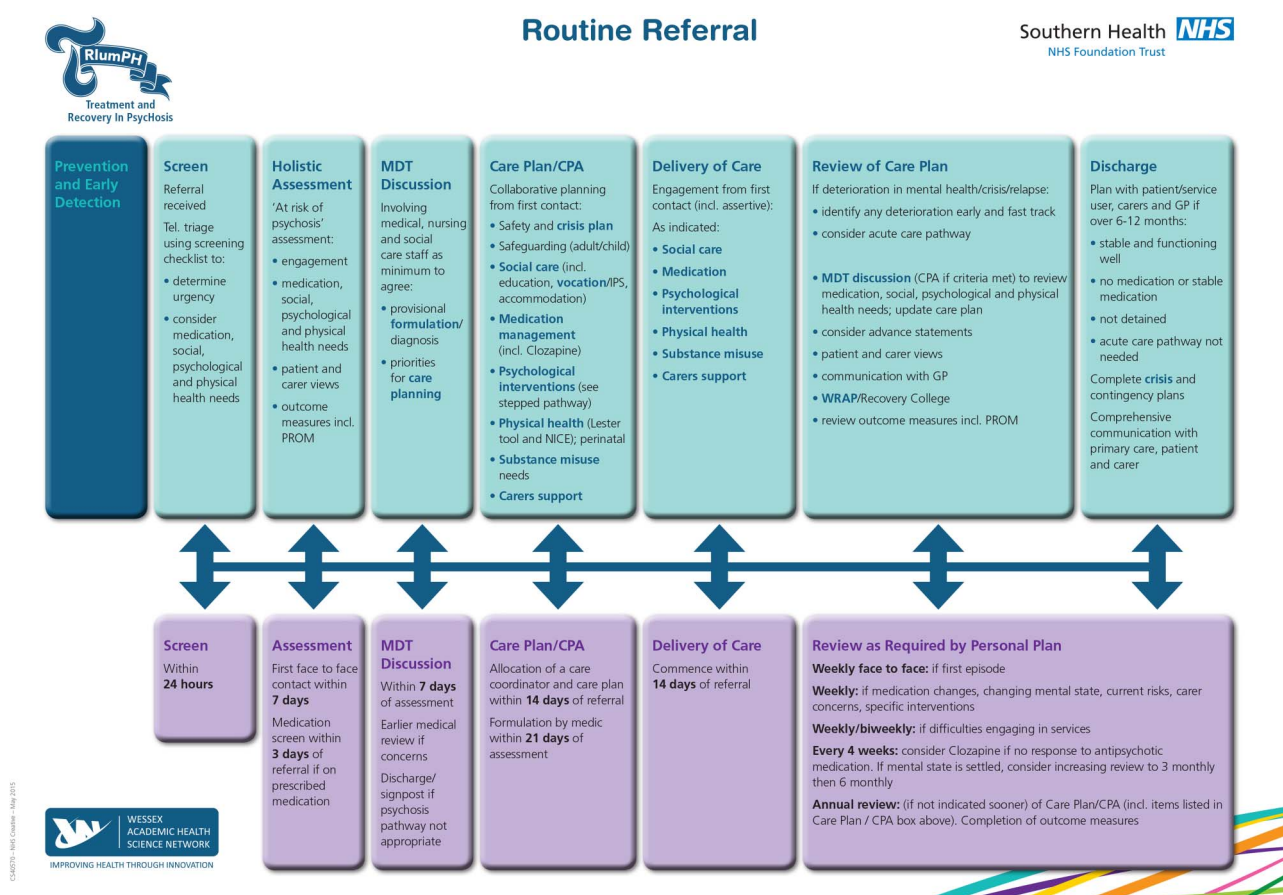 Routine Referral
RIumPH
Treatment and
Recovery In PsycHosis
Southern Health NHS
NHS Foundation Trust
Prevention
and Early
Detection
Screen
Referral
received
Tel. triage
using screening
checklist to:
• determine
urgency
• consider
medication,
social,
psychological
and physical
health needs
Holistic
Assessment
‘At risk of
psychosis’
assessment:
• engagement
• medication,
social,
psychological
and physical
health needs
• patient and
carer views
• outcome
measures incl.
PROM
MDT
Discussion
Involving
medical, nursing
and social
care staff as
minimum to
agree:
• provisional
formulation/
diagnosis
• priorities
for care
planning
Care Plan/CPA
Collaborative planning
from first contact:
• Safety and crisis plan
• Safeguarding (adult/child)
• Social care (incl.
education, vocation/IPS,
accommodation)
• Medication
management
(incl. Clozapine)
• Psychological
interventions (see
stepped pathway)
• Physical health (Lester
tool and NICE); perinatal
• Substance misuse
needs
• Carers support
Delivery of Care
Engagement from first
contact (incl. assertive):
As indicated:
• Social care
• Medication
• Psychological
interventions
• Physical health
• Substance misuse
• Carers support
Review of Care Plan
If deterioration in mental health/crisis/relapse:
• identify any deterioration early and fast track
• consider acute care pathway
• MDT discussion (CPA if criteria met) to review
medication, social, psychological and physical
health needs; update care plan
• consider advance statements
• patient and carer views
• communication with GP
• WRAP/Recovery College
• review outcome measures incl. PROM
Discharge
Plan with patient/service
user, carers and GP if
over 6-12 months:
• stable and functioning
well
• no medication or stable
medication
• not detained
• acute care pathway not
needed
Complete crisis and
contingency plans
Comprehensive
communication with
primary care, patient
and carer
Screen
Within
24 hours
Assessment
First face to face
contact within
7 days
Medication
screen within
3 days of
referral if on
prescribed
medication
MDT
Discussion
Within 7 days
of assessment
Earlier medical
review if
concerns
Discharge/
signpost if
psychosis
pathway not
appropriate
Care Plan/CPA
Allocation of a care
coordinator and care plan
within 14 days of referral
Formulation by medic
within 21 days of
assessment
Delivery of Care
Commence within
14 days of referral
Review as Required by Personal Plan
Weekly face to face: if first episode
Weekly: if medication changes, changing mental state, current risks, carer
concerns, specific interventions
Weekly/biweekly: if difficulties engaging in services
Every 4 weeks: consider Clozapine if no response to antipsychotic
medication. If mental state is settled, consider increasing review to 3 monthly
then 6 monthly
Annual review: (if not indicated sooner) of Care Plan/CPA (incl. items listed in
Care Plan / CPA box above). Completion of outcome measures
WESSEX
ACADEMIC HEALTH
SCIENCE NETWORK
IMPROVING HEALTH THROUGH INNOVATION
CS40570 – NHS Creative – May 2015